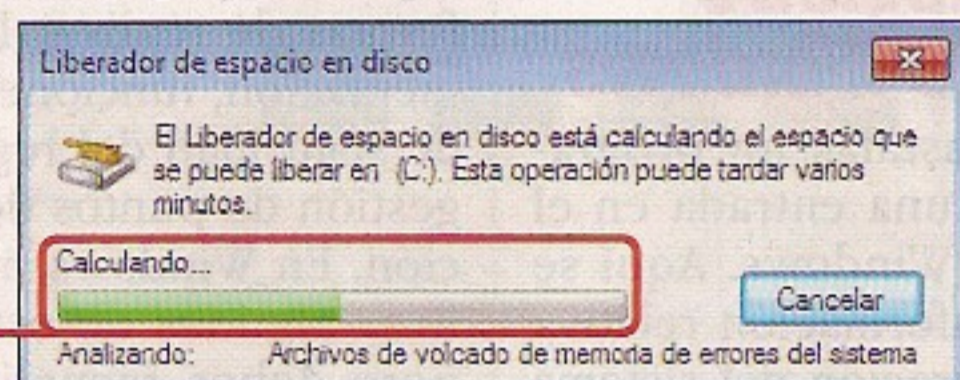 Liberador de espacio en disco
El Liberador de espacio en disco está calculando el espacio que
se puede liberar en (C:). Esta operación puede tardar varios
minutos.
Calculando...
Cancelar
Analizando: Archivos de volcado de memoria de errores del sistema